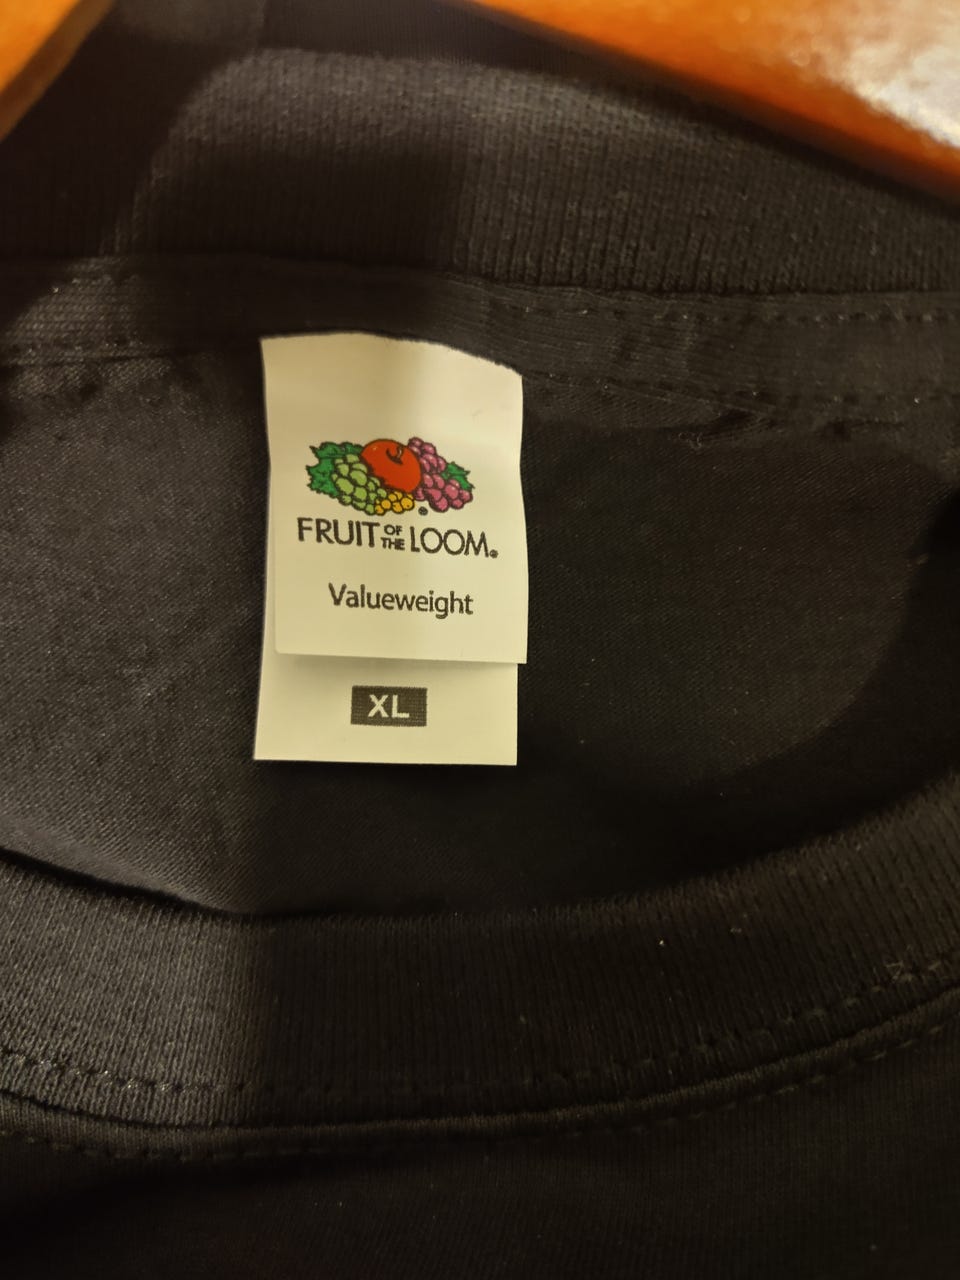 FRUIT OF THE LOOM®
Valueweight
XL